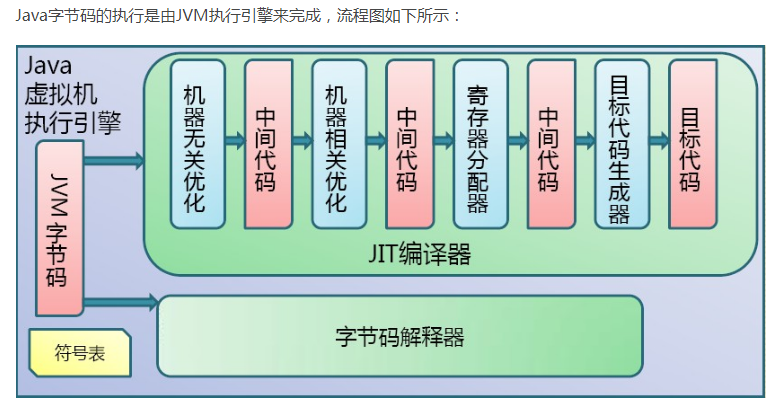 Java字节码的执行是由JVM执行引擎来完成，流程图如下所示：
Java
虚拟机
执行引擎
JVM字节码
机器无关优化
中间代码
机器相关优化
中间代码
寄存器分配器
中间代码
目标代码生成器
目标代码
JIT编译器
字节码解释器
符号表